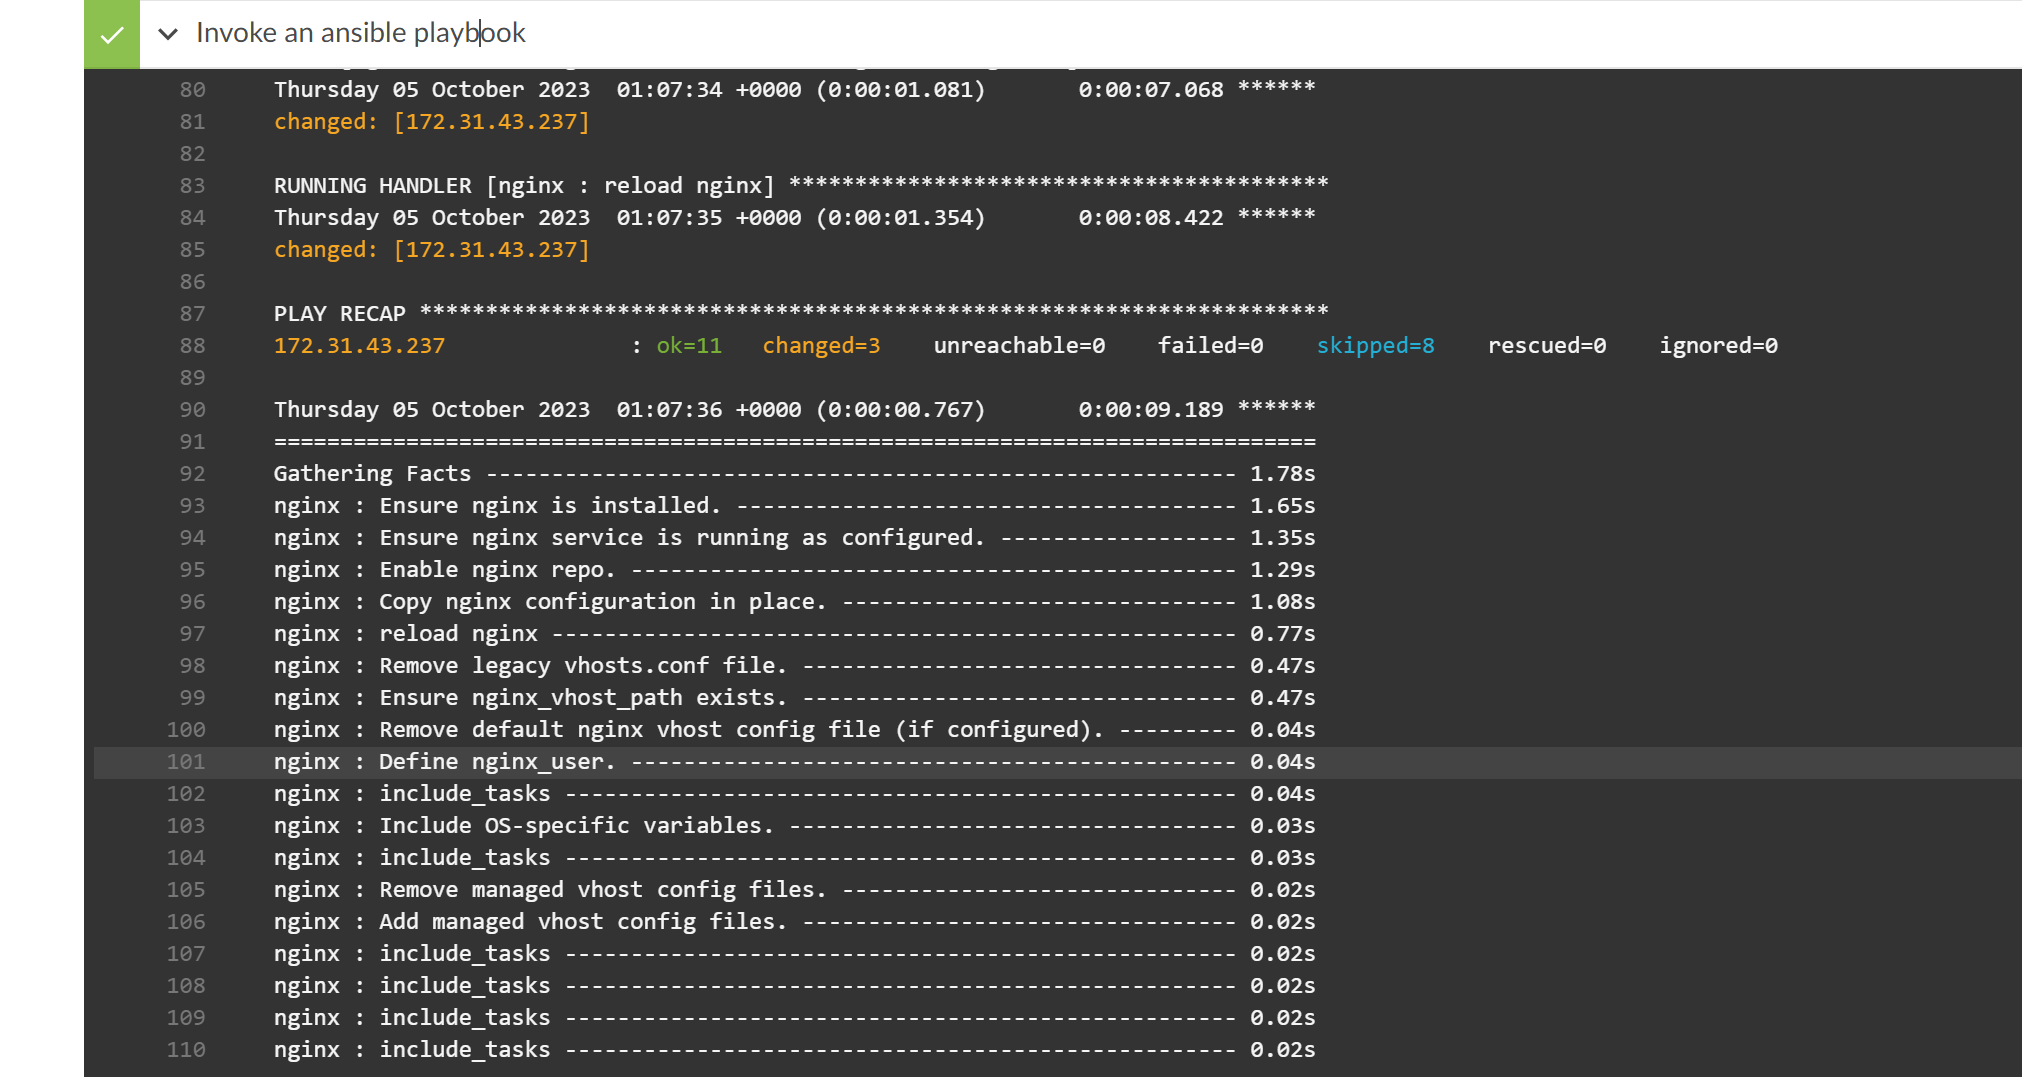 Invoke an ansible playbook
80 Thursday 05 October 2023  01:07:34 +0000 (0:00:01.081)       0:00:07.068 ******
81 changed: [172.31.43.237]
82
83 RUNNING HANDLER [nginx : reload nginx] *****************************************
84 Thursday 05 October 2023  01:07:35 +0000 (0:00:01.354)       0:00:08.422 ******
85 changed: [172.31.43.237]
86
87 PLAY RECAP *********************************************************************
88 172.31.43.237              : ok=11   changed=3    unreachable=0    failed=0    skipped=8    rescued=0    ignored=0
89
90 Thursday 05 October 2023  01:07:36 +0000 (0:00:00.767)       0:00:09.189 ******
91 ===============================================================================
92 Gathering Facts --------------------------------------------------------- 1.78s
93 nginx : Ensure nginx is installed. -------------------------------------- 1.65s
94 nginx : Ensure nginx service is running as configured. ------------------ 1.35s
95 nginx : Enable nginx repo. ---------------------------------------------- 1.29s
96 nginx : Copy nginx configuration in place. ------------------------------ 1.08s
97 nginx : reload nginx ---------------------------------------------------- 0.77s
98 nginx : Remove legacy vhosts.conf file. --------------------------------- 0.47s
99 nginx : Ensure nginx_vhost_path exists. --------------------------------- 0.47s
100 nginx : Remove default nginx vhost config file (if configured). --------- 0.04s
101 nginx : Define nginx_user. ---------------------------------------------- 0.04s
102 nginx : include_tasks --------------------------------------------------- 0.04s
103 nginx : Include OS-specific variables. ---------------------------------- 0.03s
104 nginx : include_tasks --------------------------------------------------- 0.03s
105 nginx : Remove managed vhost config files. ------------------------------ 0.02s
106 nginx : Add managed vhost config files. --------------------------------- 0.02s
107 nginx : include_tasks --------------------------------------------------- 0.02s
108 nginx : include_tasks --------------------------------------------------- 0.02s
109 nginx : include_tasks --------------------------------------------------- 0.02s
110 nginx : include_tasks --------------------------------------------------- 0.02s